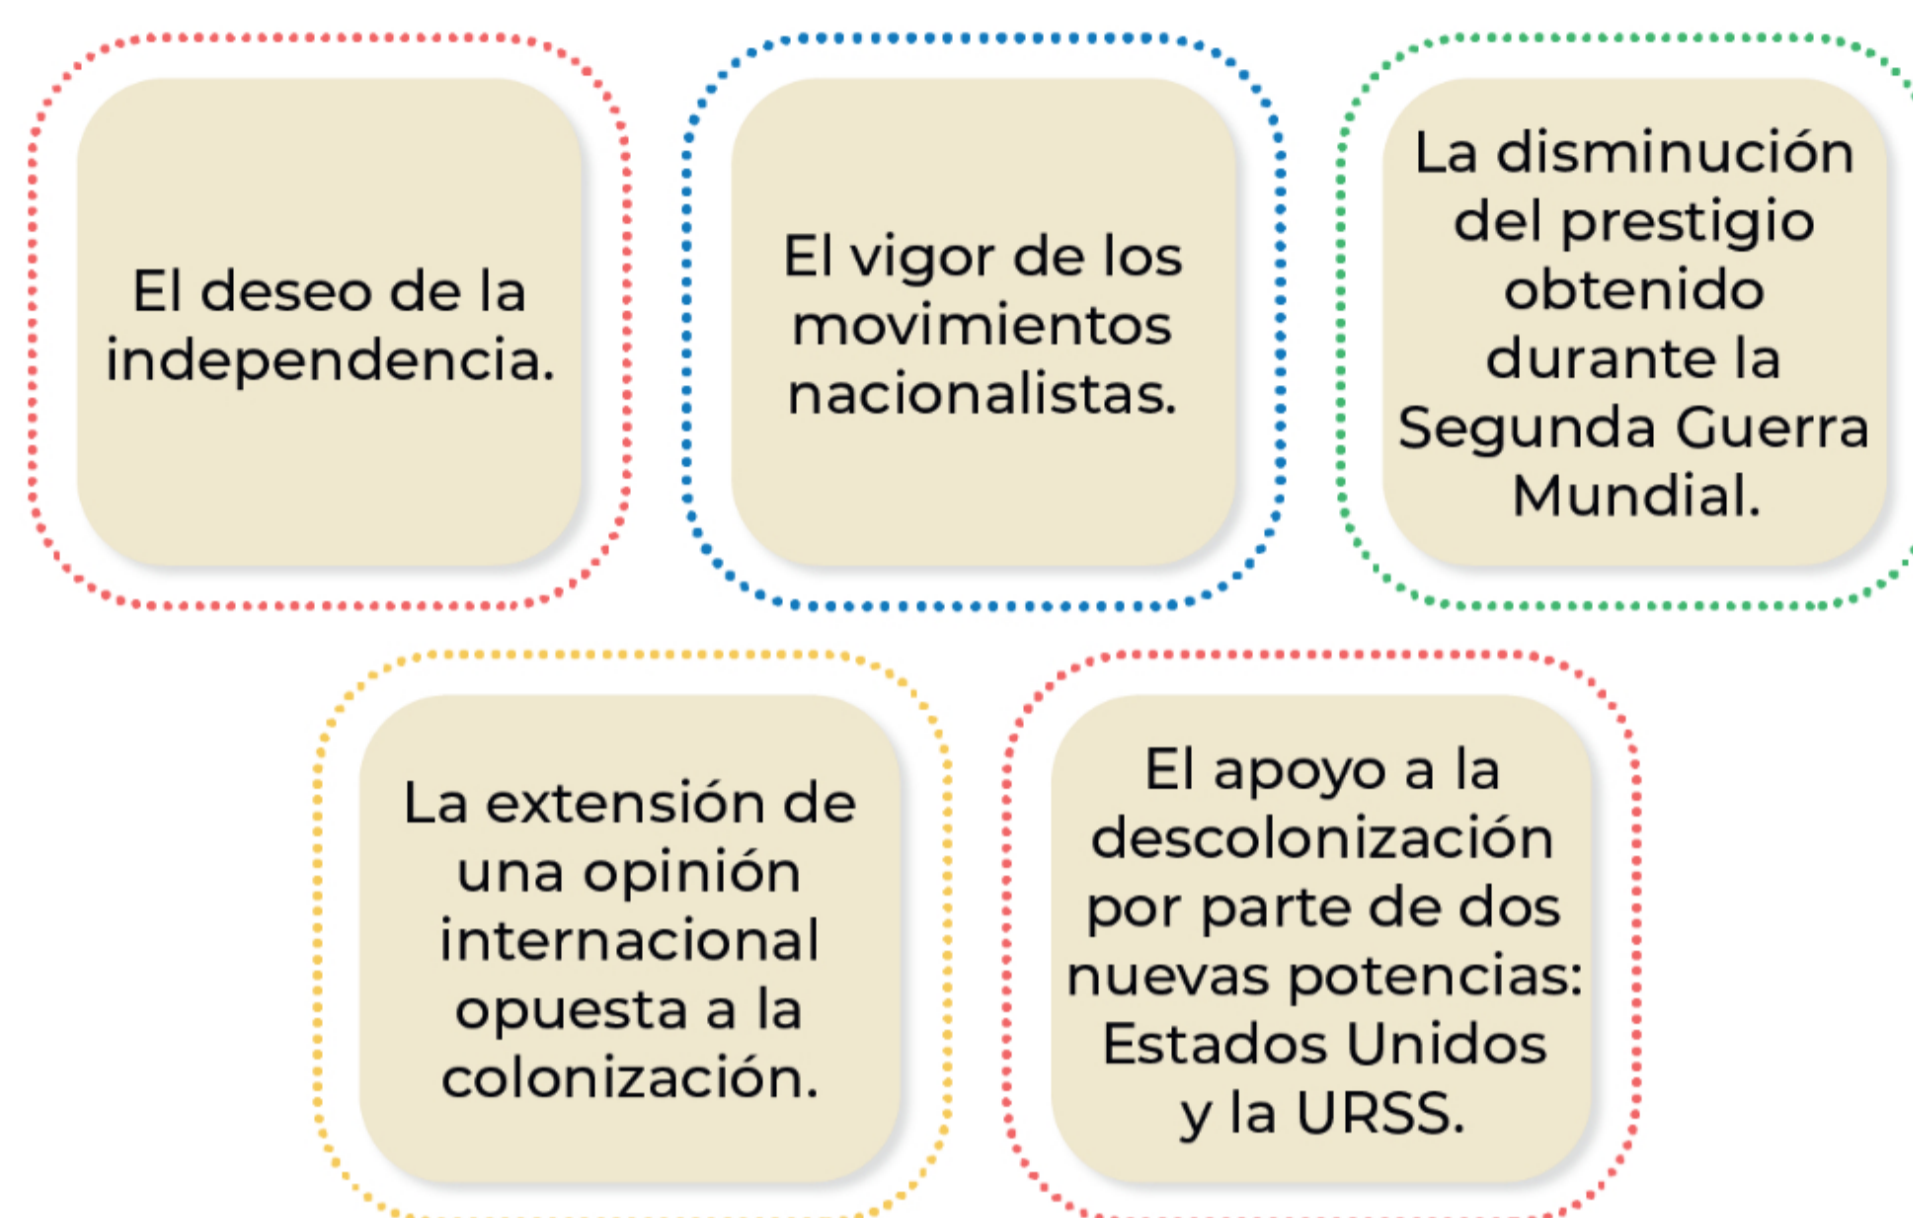 El deseo de la
independencia.
El vigor de los
movimientos
nacionalistas.
La disminución
del prestigio
obtenido
durante la
Segunda Guerra
Mundial.
La extensión de
una opinión
internacional
opuesta a la
colonización.
El apoyo a la
descolonización
por parte de dos
nuevas potencias:
Estados Unidos
y la URSS.